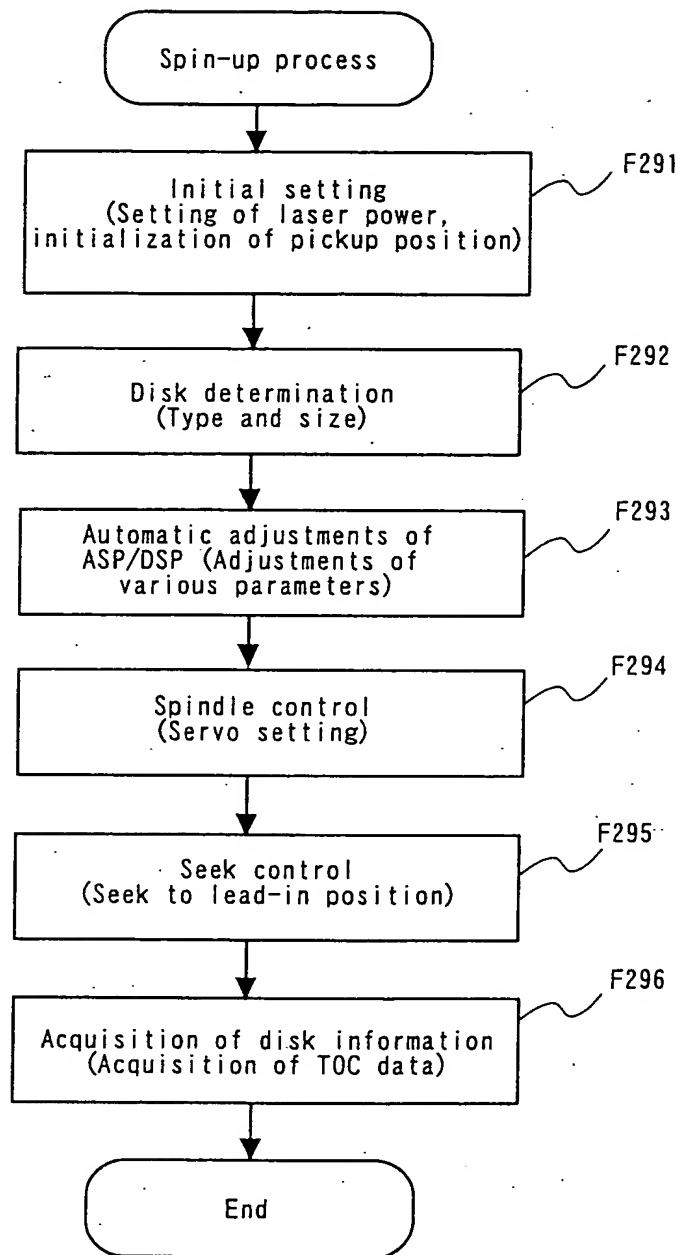 Spin-up process
F291
Initial setting
(Setting of laser power,
initialization of pickup position)
F292
Disk determination
(Type and size)
F293
Automatic adjustments of
ASP/DSP (Adjustments of
various parameters)
F294
Spindle control
(Servo setting)
F295
Seek control
(Seek to lead-in position)
F296
Acquisition of disk information
(Acquisition of TOC data)
End